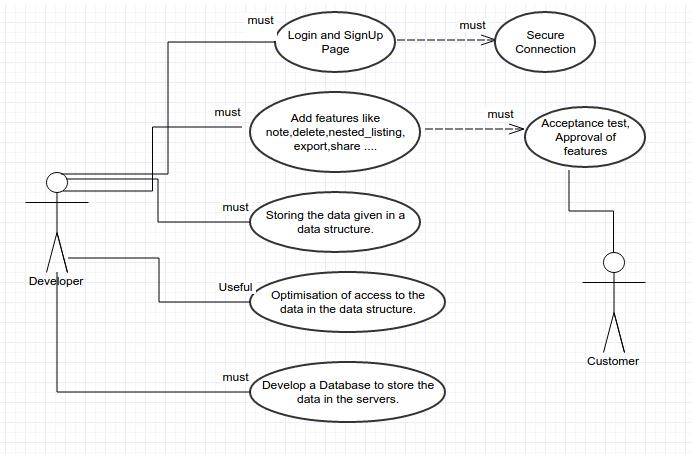 must
must
Login and SignUp
Page
Secure
Connection
must
must
Add features like
note,delete,nested_listing,
export,share ....
Acceptance test,
Approval of
features
must
Storing the data given in a
data structure.
Developer
Useful
Optimisation of access to the
data in the data structure.
Customer
must
Develop a Database to store the
data in the servers.